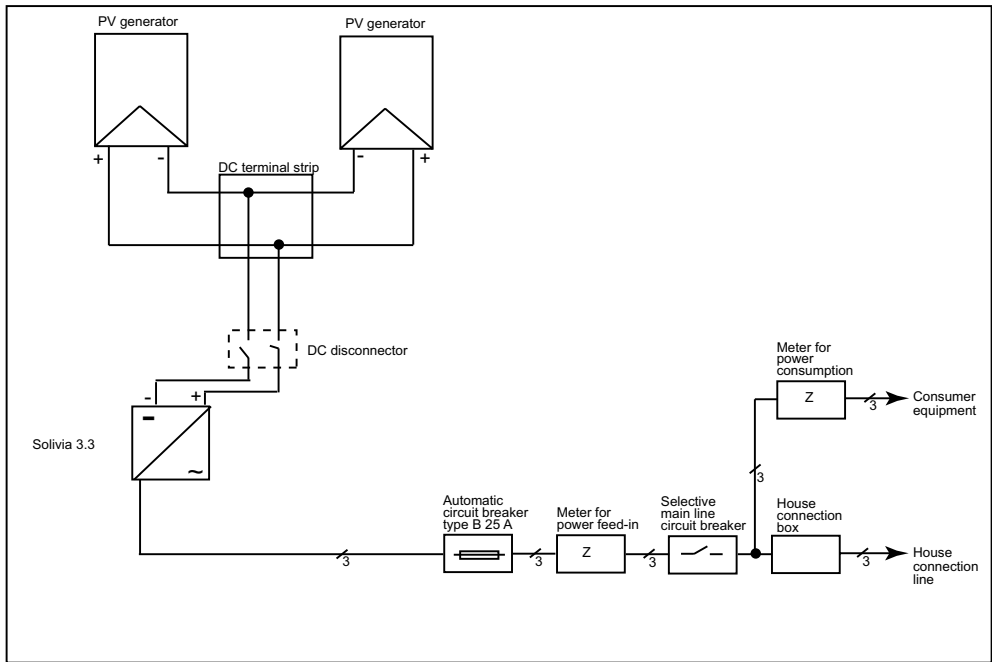 PV generator
PV generator
+
-
-
+
DC terminal strip
DC disconnector
-
+
Solivia 3.3
~
3
Automatic
circuit breaker
type B 25 A
3
Meter for
power feed-in
Z
3
Selective
main line
circuit breaker
3
Meter for
power
consumption
Z
3
Consumer
equipment
House
connection
box
3
House
connection
line